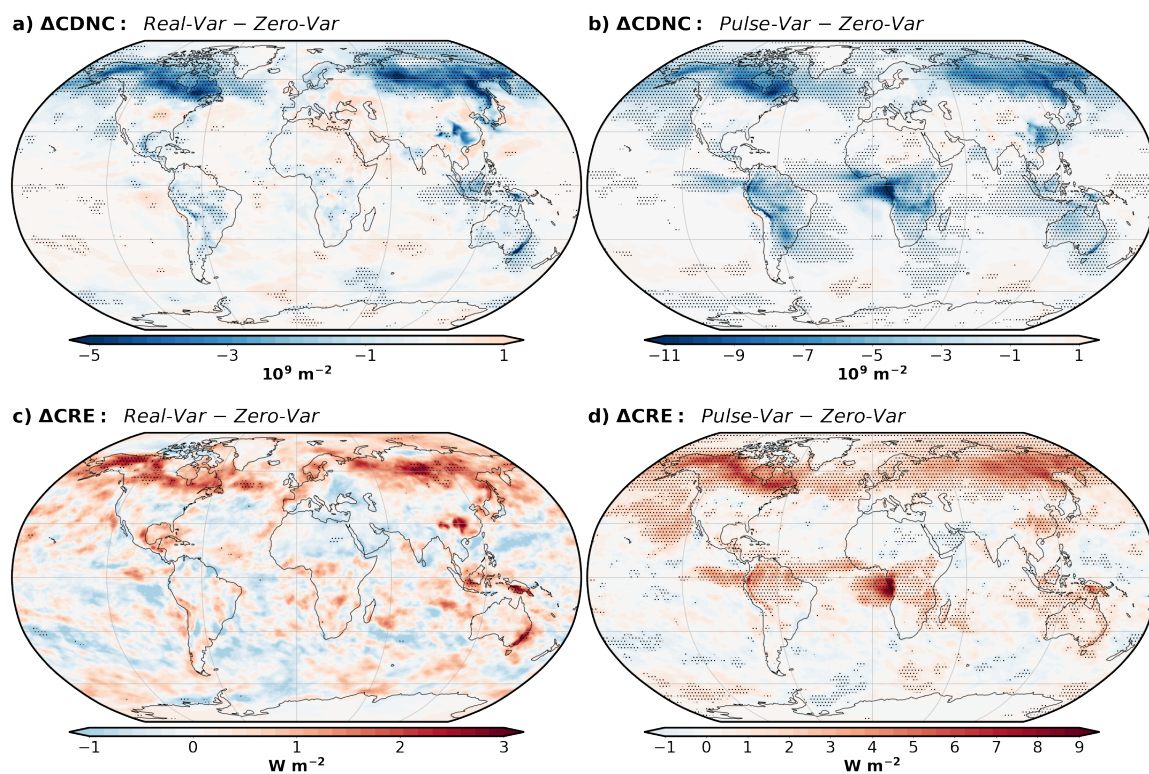 a) ΔCDNC: Real-Var − Zero-Var
b) ΔCDNC: Pulse-Var − Zero-Var
−5 −3 −1 1
10⁹ m⁻²
−11 −9 −7 −5 −3 −1 1
10⁹ m⁻²
c) ΔCRE: Real-Var − Zero-Var
d) ΔCRE: Pulse-Var − Zero-Var
−1 0 1 2 3
W m⁻²
−1 0 1 2 3 4 5 6 7 8 9
W m⁻²